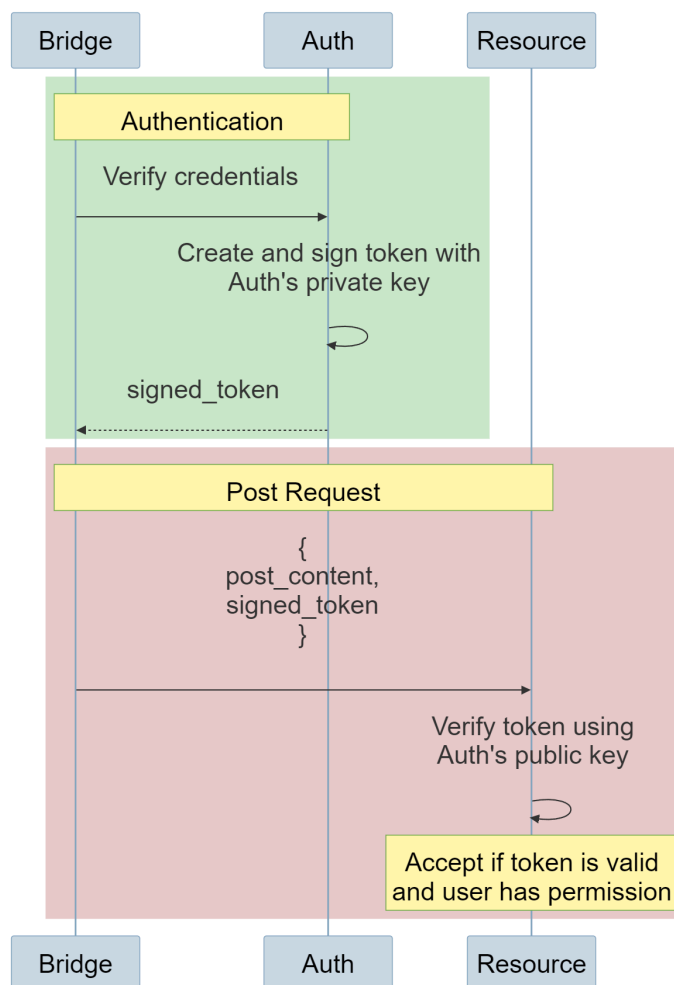 Bridge
Auth
Resource
Authentication
Verify credentials
Create and sign token with
Auth's private key
signed_token
Post Request
{
post_content,
signed_token
}
Verify token using
Auth's public key
Accept if token is valid
and user has permission
Bridge
Auth
Resource